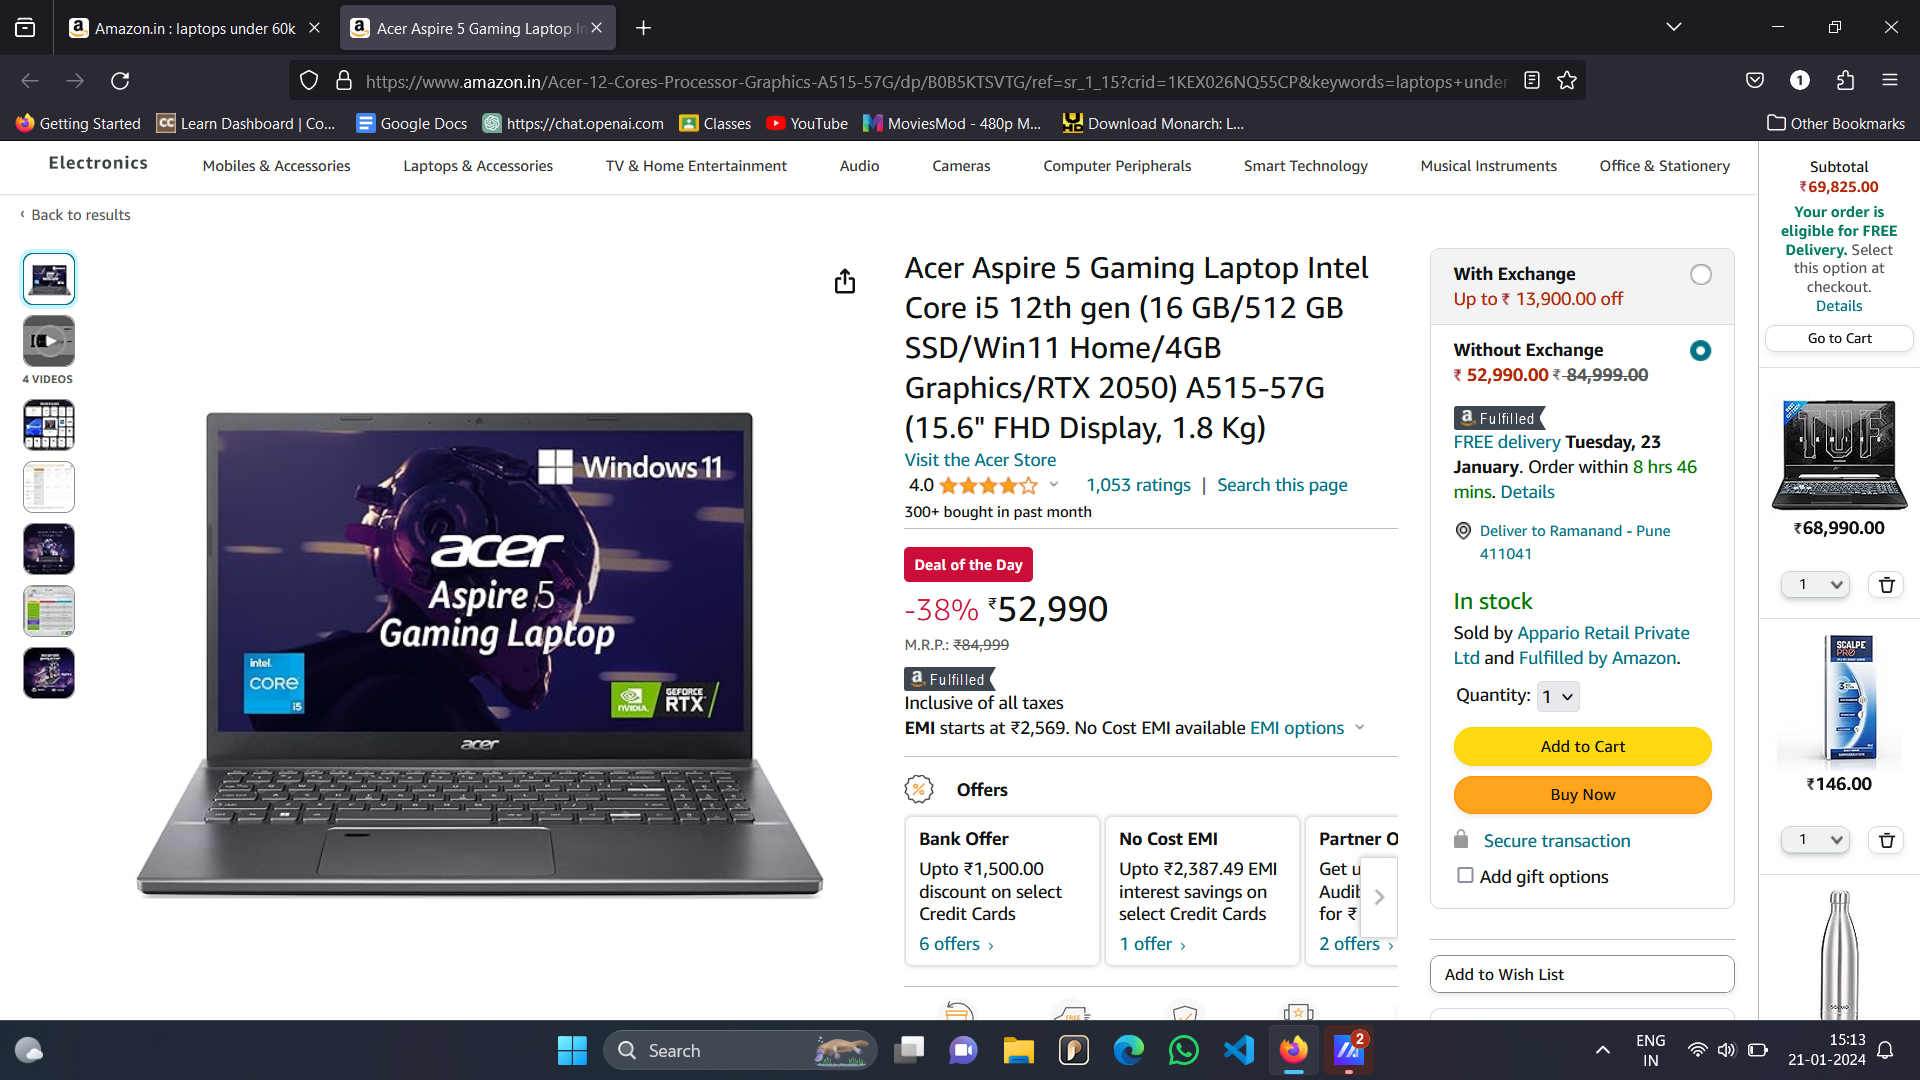 Amazon.in : laptops under 60k
Acer Aspire 5 Gaming Laptop In
https://www.amazon.in/Acer-12-Cores-Processor-Graphics-A515-57G/dp/B0B5KTSVTG/ref=sr_1_15?crid=1KEX026NQ55CP&keywords=laptops+under
1
Getting Started
CC Learn Dashboard | Co...
Google Docs
https://chat.openai.com
Classes
YouTube
MoviesMod - 480p M...
Download Monarch: L...
Other Bookmarks
Electronics
Mobiles & Accessories
Laptops & Accessories
TV & Home Entertainment
Audio
Cameras
Computer Peripherals
Smart Technology
Musical Instruments
Office & Stationery
‹ Back to results
4 VIDEOS
Windows 11
acer
Aspire 5
Gaming Laptop
intel
CORE
i5
NVIDIA
GEFORCE
RTX
acer
Acer Aspire 5 Gaming Laptop Intel
Core i5 12th gen (16 GB/512 GB
SSD/Win11 Home/4GB
Graphics/RTX 2050) A515-57G
(15.6" FHD Display, 1.8 Kg)
Visit the Acer Store
4.0
1,053 ratings | Search this page
300+ bought in past month
Deal of the Day
-38% ₹52,990
M.R.P.: ₹84,999
a Fulfilled
Inclusive of all taxes
EMI starts at ₹2,569. No Cost EMI available EMI options
% Offers
Bank Offer
Upto ₹1,500.00
discount on select
Credit Cards
6 offers ›
No Cost EMI
Upto ₹2,387.49 EMI
interest savings on
select Credit Cards
1 offer ›
Partner O
Get u
Audib
for ₹
2 offers ›
FREE
With Exchange
Up to ₹ 13,900.00 off
Without Exchange
₹ 52,990.00 ₹ 84,999.00
a Fulfilled
FREE delivery Tuesday, 23
January. Order within 8 hrs 46
mins. Details
Deliver to Ramanand - Pune
411041
In stock
Sold by Appario Retail Private
Ltd and Fulfilled by Amazon.
Quantity: 1
Add to Cart
Buy Now
Secure transaction
Add gift options
Add to Wish List
Subtotal
₹69,825.00
Your order is
eligible for FREE
Delivery. Select
this option at
checkout.
Details
Go to Cart
TUF
GAMING
₹68,990.00
1
SCALPE
PRO
₹146.00
1
Search
2
ENG
IN
15:13
21-01-2024